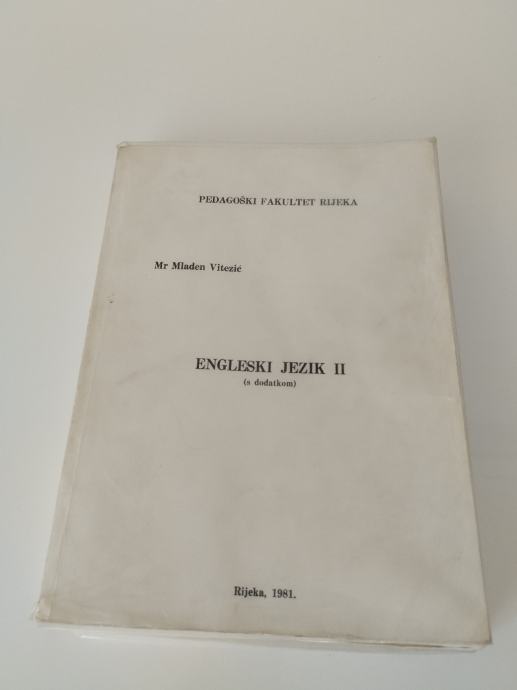 PEDAGOŠKI FAKULTET RIJEKA
Mr Mladen Vitezić
ENGLESKI JEZIK II
(s dodatkom)
Rijeka, 1981.